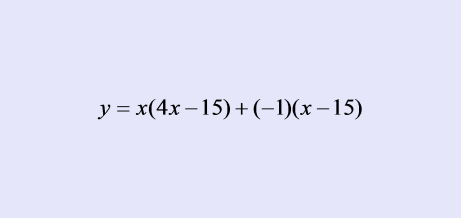 y = x(4x − 15) + (−1)(x − 15)